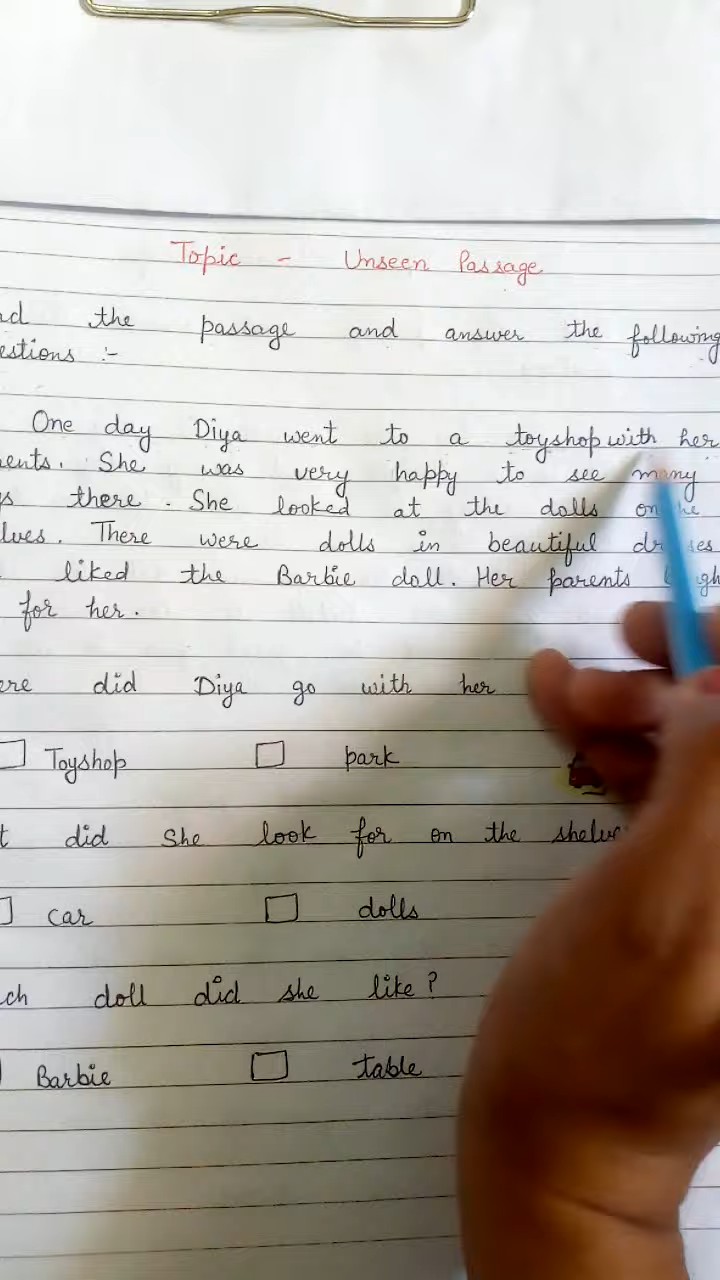 Topic - Unseen Passage
the passage and answer the following
:-
One day Diya went to a toyshop with her
She was very happy to see many
there. She looked at the dolls on
There were dolls in beautiful
liked the Barbie doll. Her parents
for her.
did Diya go with her
Toyshop park
did she look for on the
car dolls
doll did she like?
Barbie table